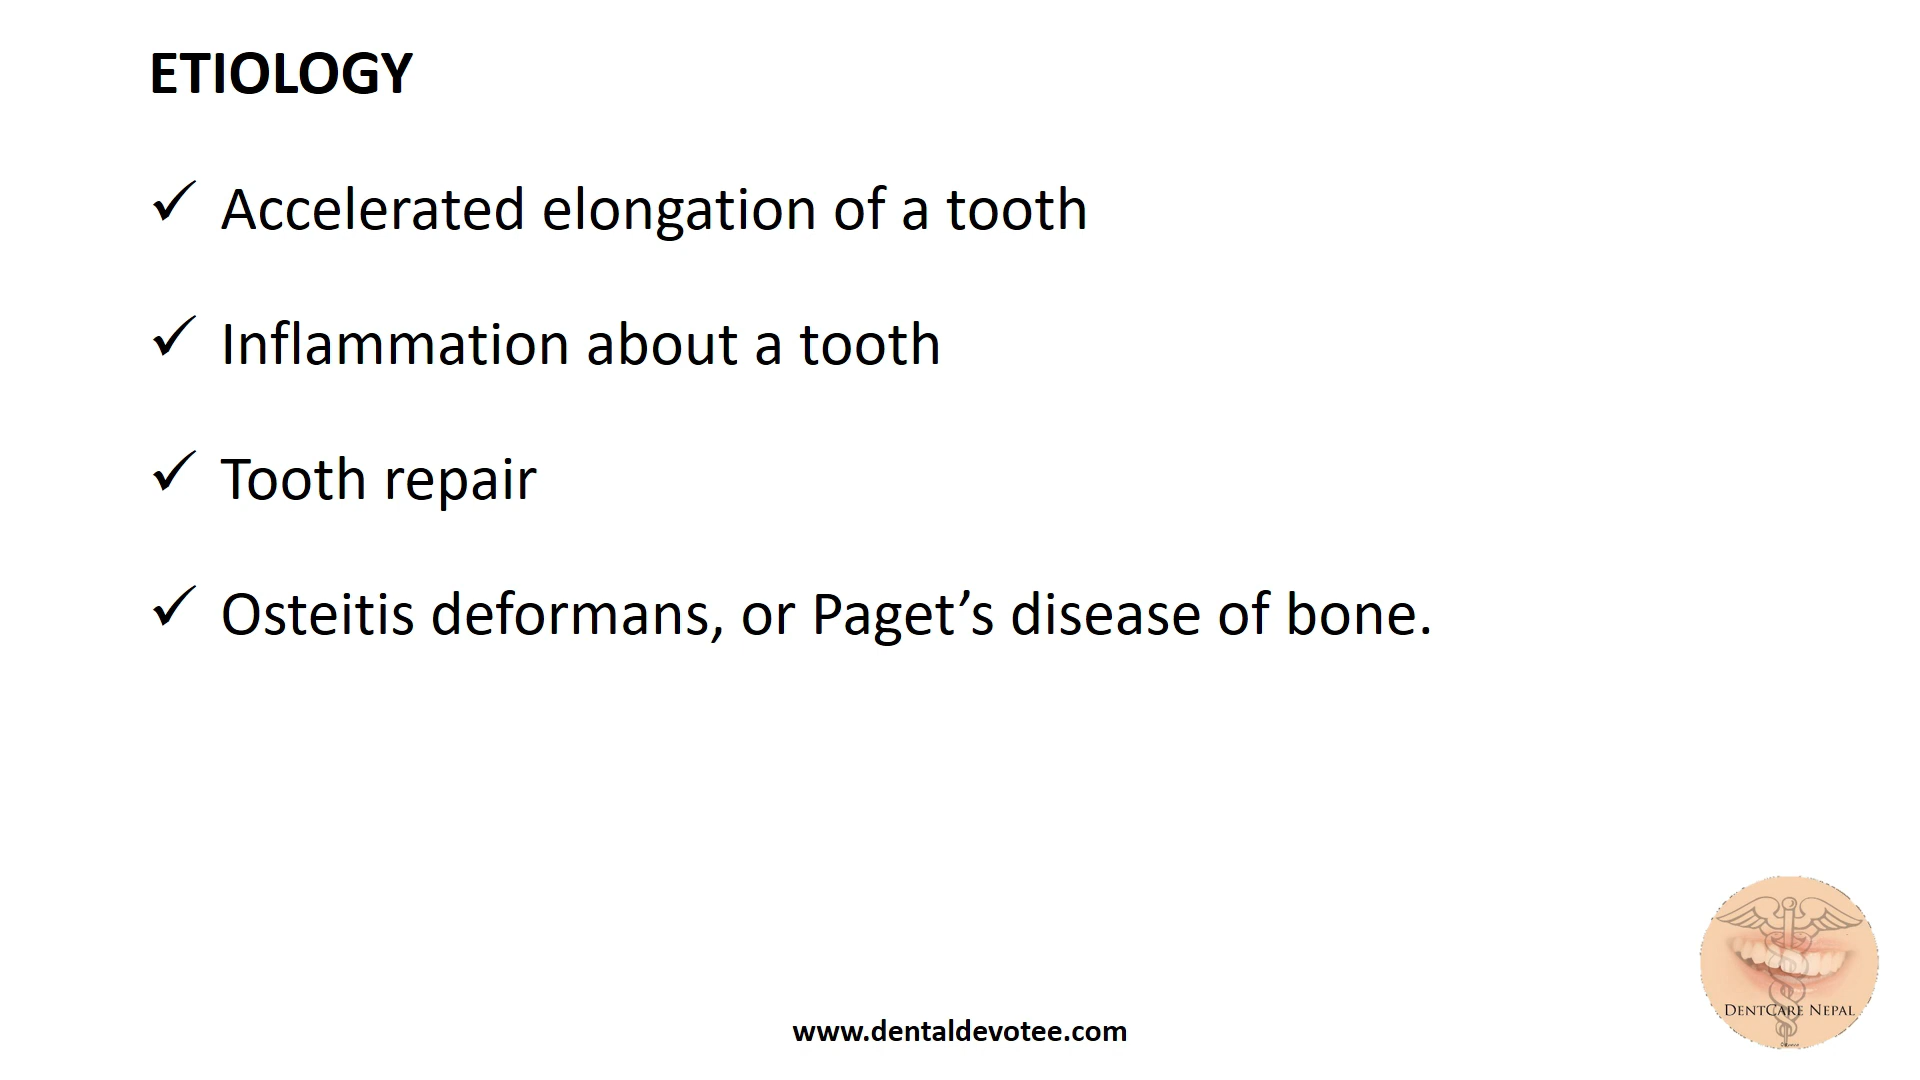 ETIOLOGY
✓ Accelerated elongation of a tooth
✓ Inflammation about a tooth
✓ Tooth repair
✓ Osteitis deformans, or Paget’s disease of bone.
DENTCARE NEPAL
www.dentaldevotee.com